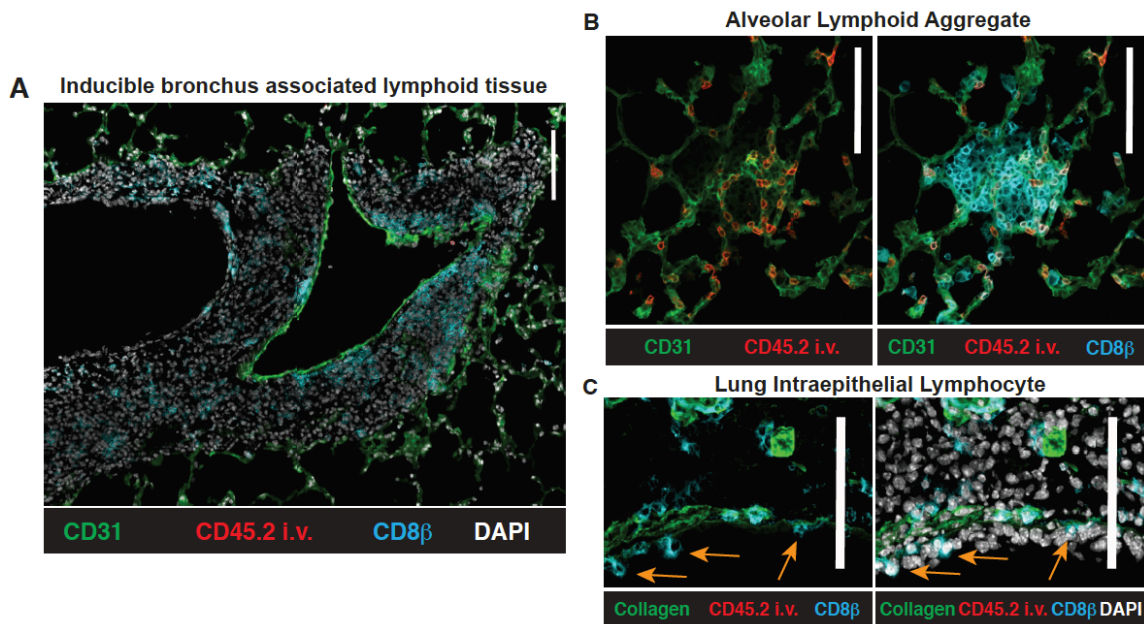 A
Inducible bronchus associated lymphoid tissue
CD31 CD45.2 i.v. CD8β DAPI
B
Alveolar Lymphoid Aggregate
CD31 CD45.2 i.v.
CD31 CD45.2 i.v. CD8β
C
Lung Intraepithelial Lymphocyte
Collagen CD45.2 i.v. CD8β
Collagen CD45.2 i.v. CD8β DAPI